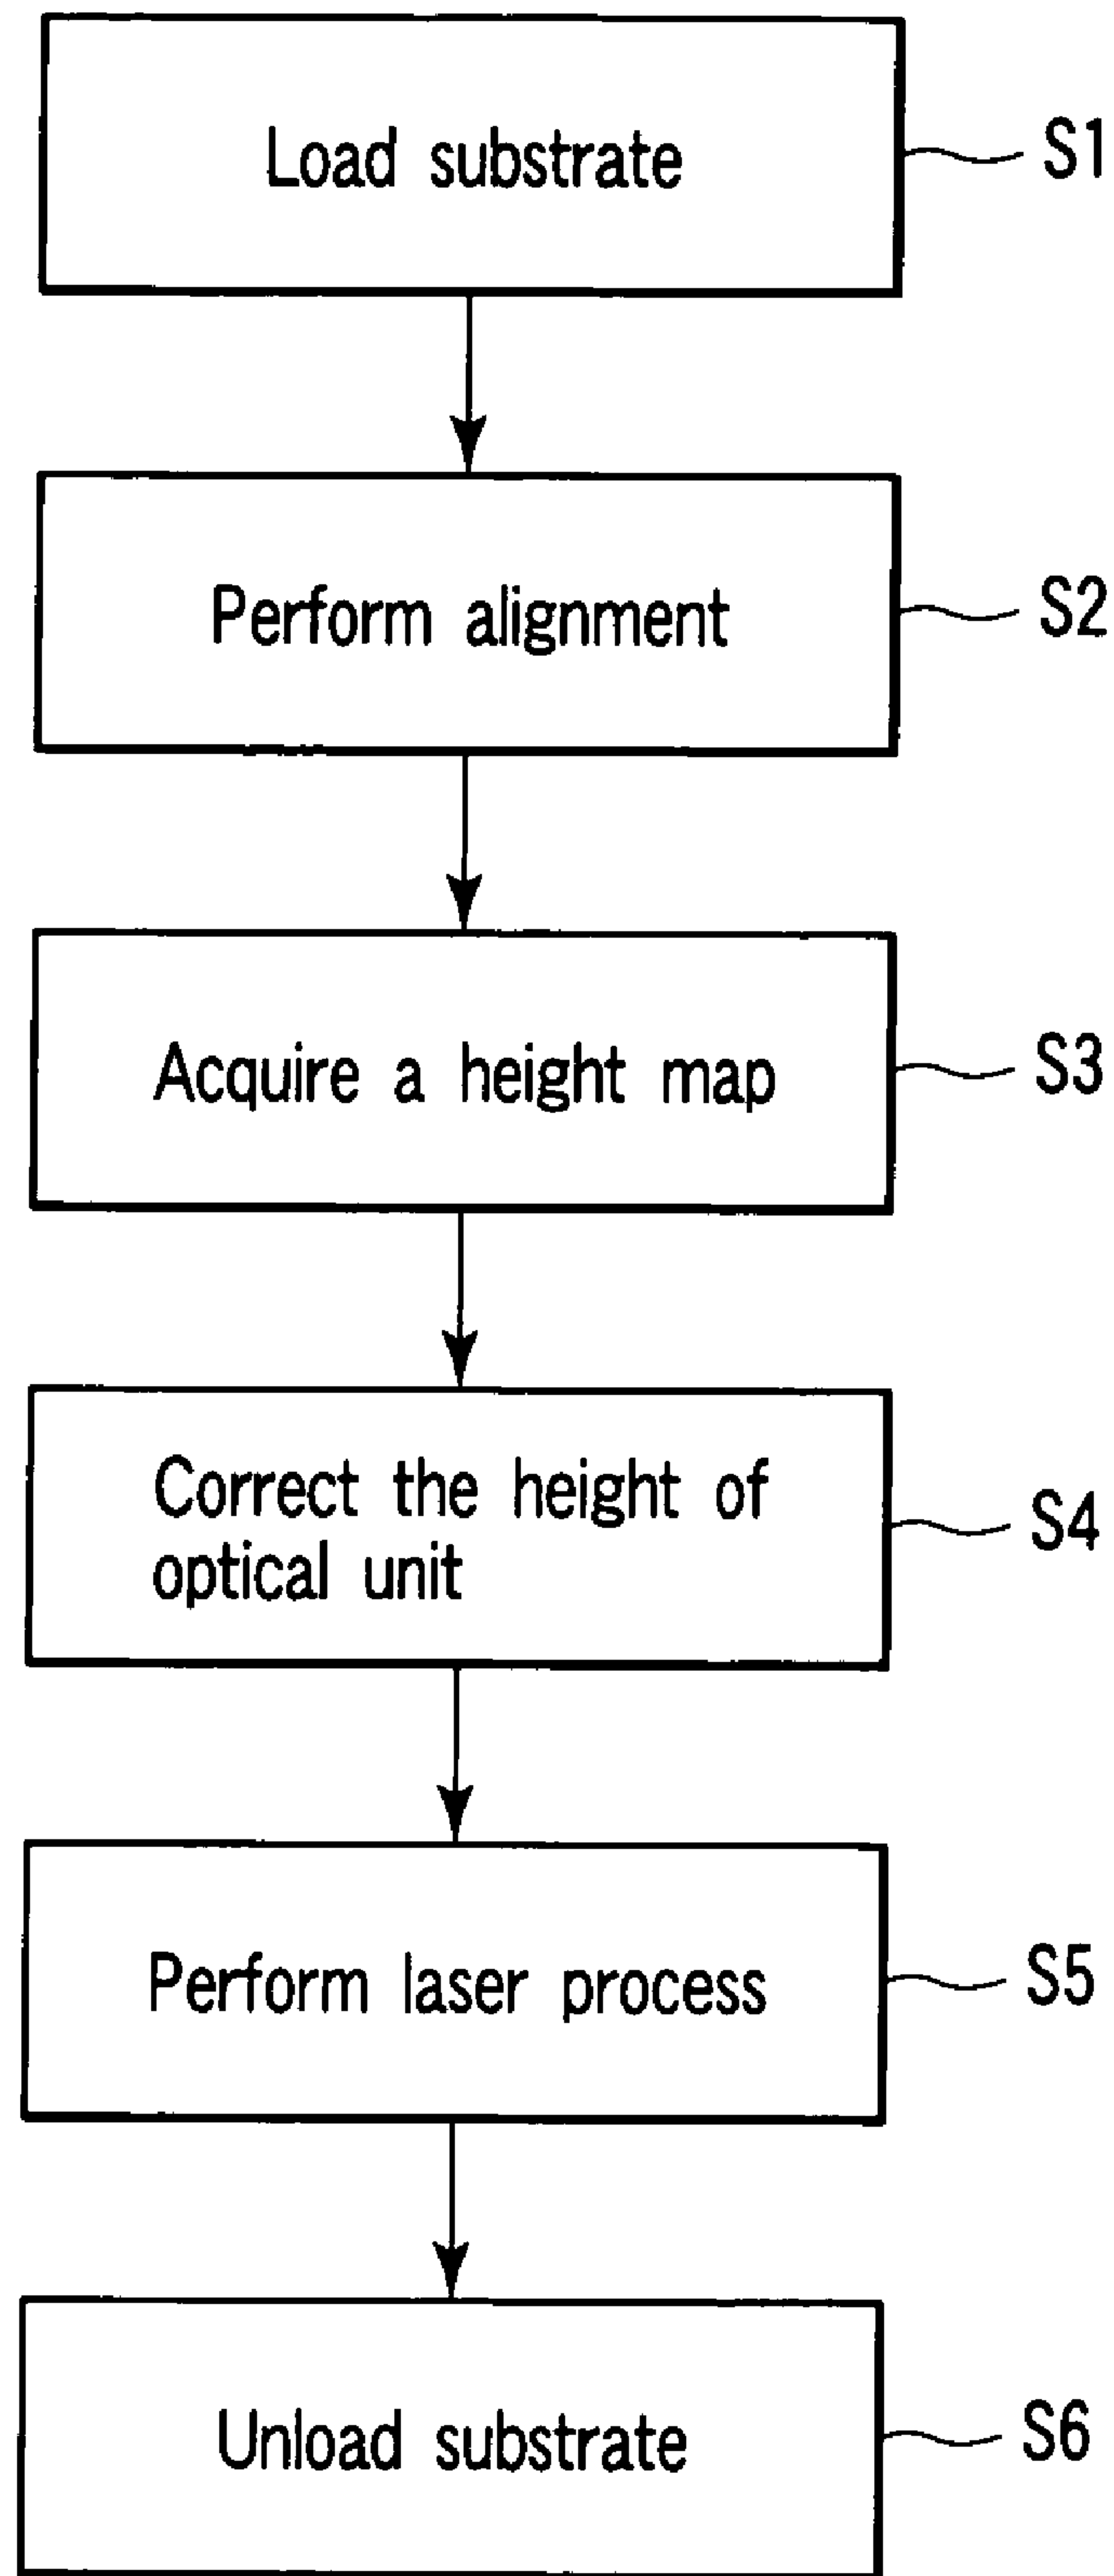 Load substrate
S1
Perform alignment
S2
Acquire a height map
S3
Correct the height of
optical unit
S4
Perform laser process
S5
Unload substrate
S6